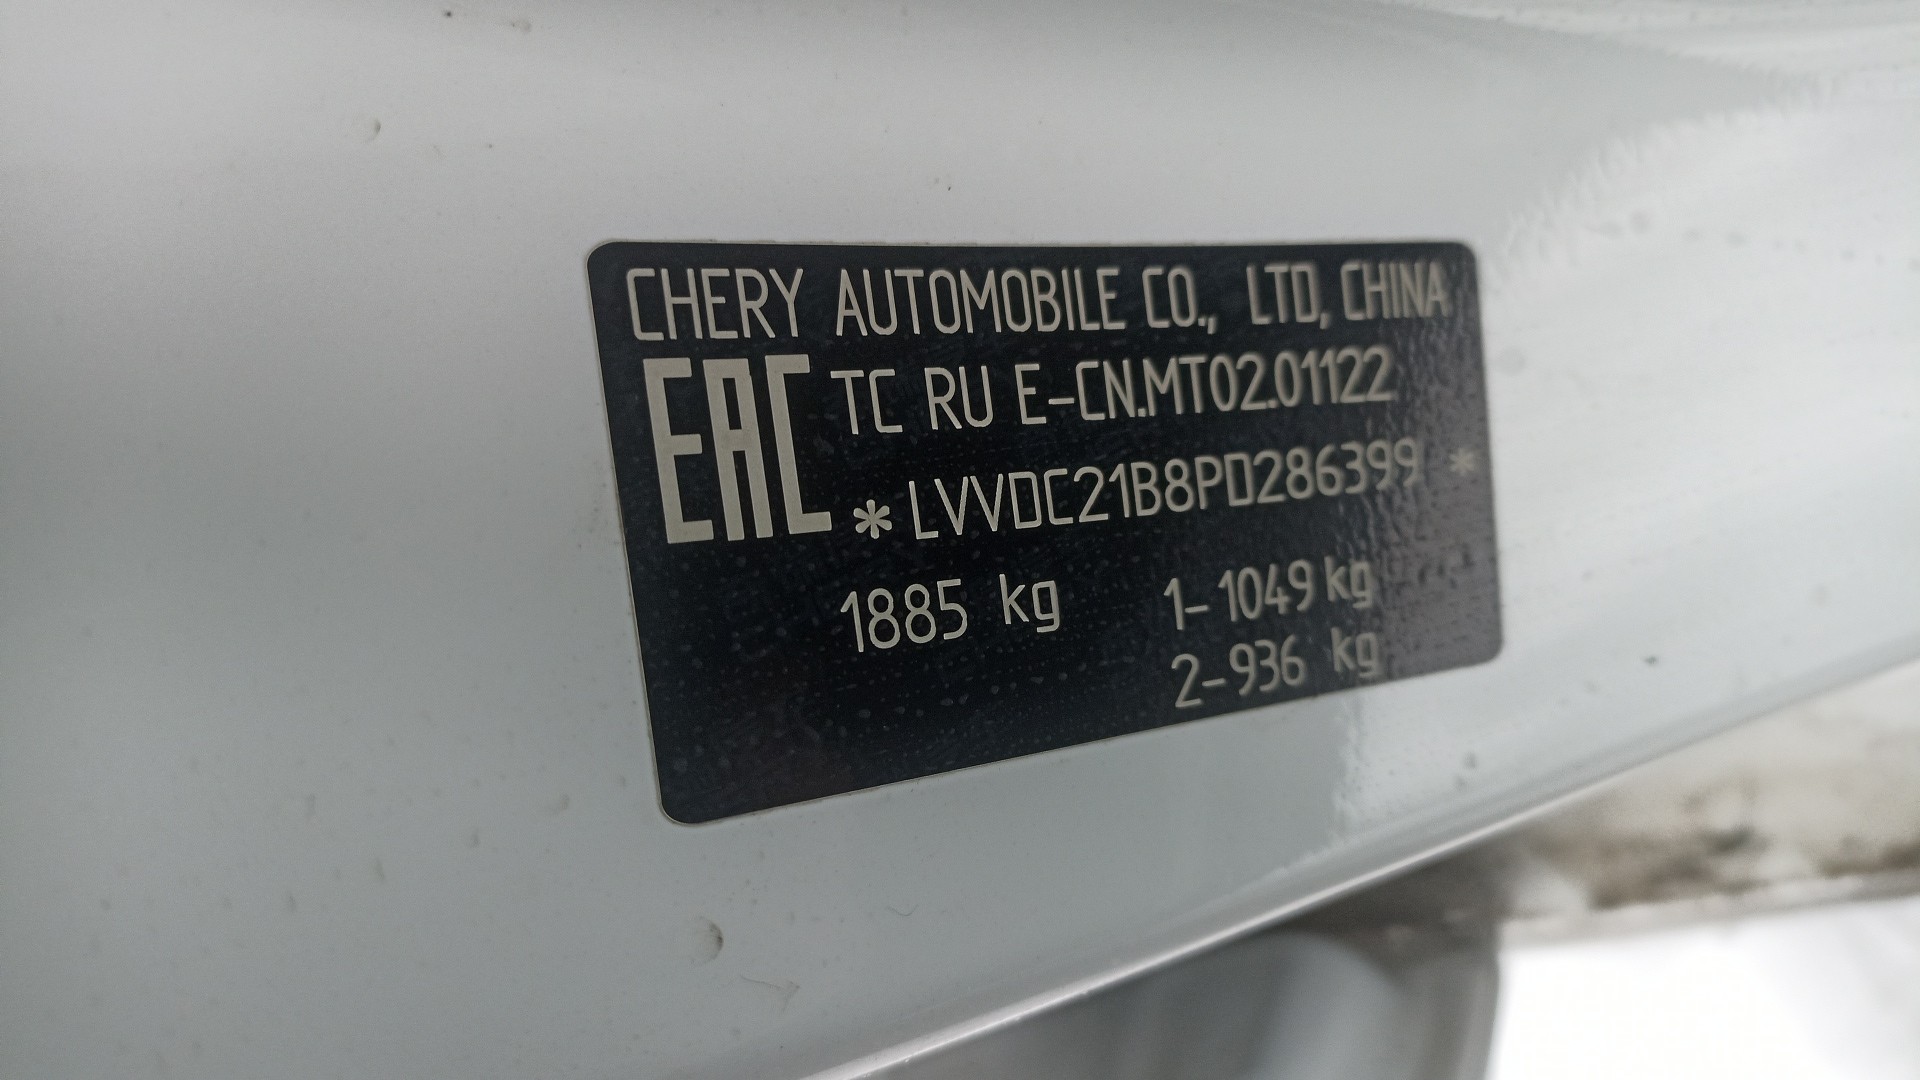 CHERY AUTOMOBILE CO., LTD, CHINA
EAC TC RU E-CN.MT02.01122
*LVVDC21B8PD286399*
1885 kg 1-1049 kg
2-936 kg